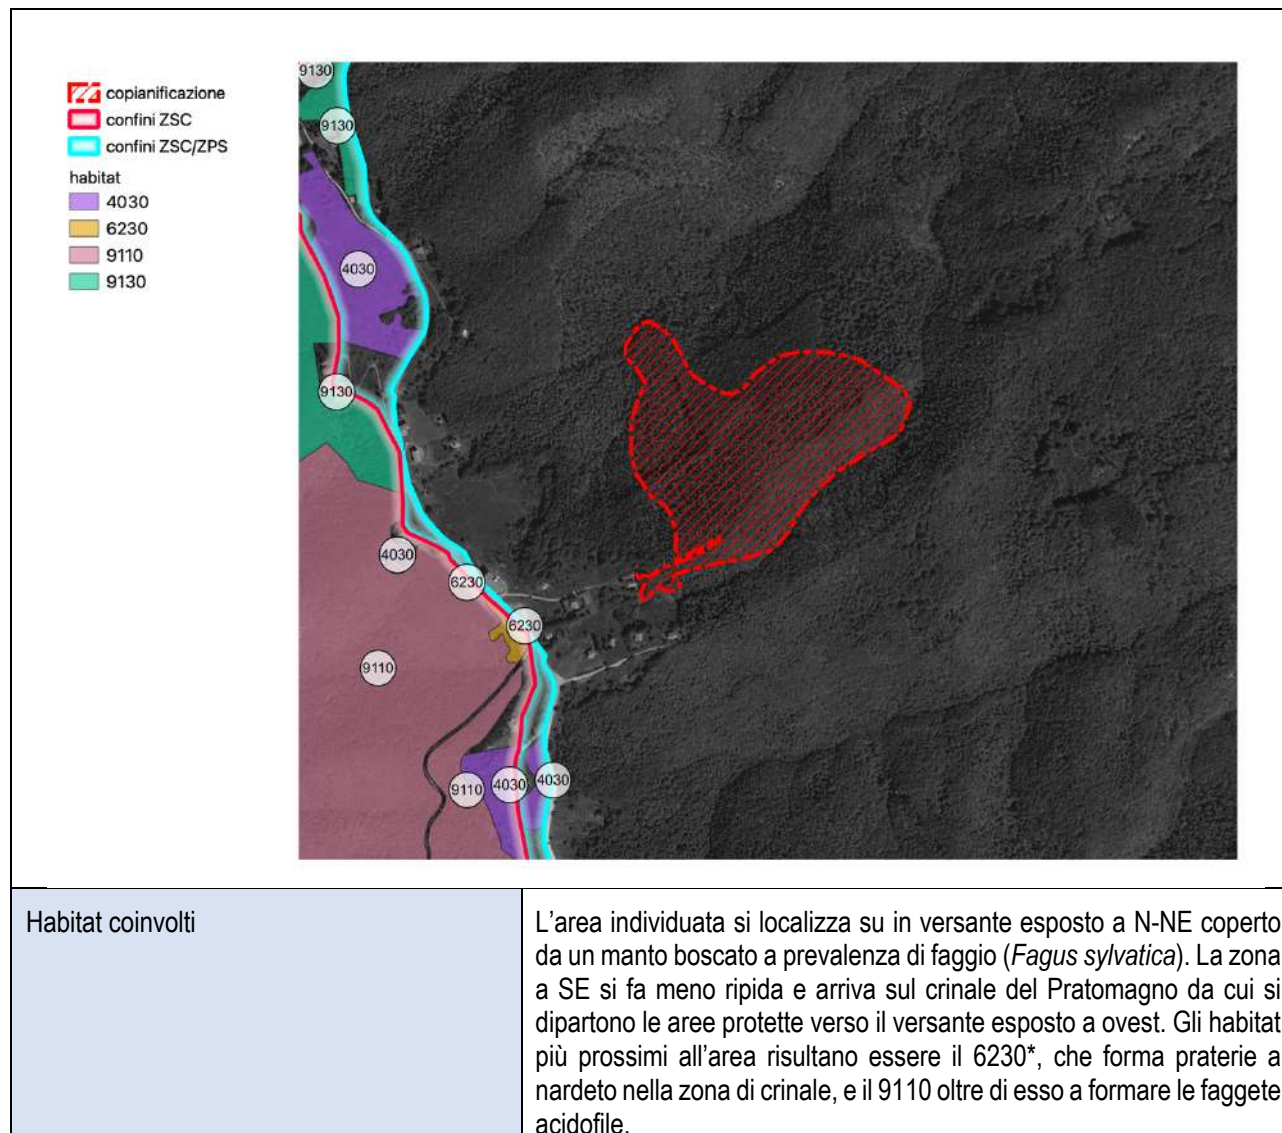 copianificazione
confini ZSC
confini ZSC/ZPS
habitat
4030
6230
9110
9130
9130
9130
4030
9130
4030
6230
6230
9110
9110
4030
4030
Habitat coinvolti
L’area individuata si localizza su in versante esposto a N-NE coperto
da un manto boscato a prevalenza di faggio (Fagus sylvatica). La zona
a SE si fa meno ripida e arriva sul crinale del Pratomagno da cui si
dipartono le aree protette verso il versante esposto a ovest. Gli habitat
più prossimi all’area risultano essere il 6230*, che forma praterie a
nardeto nella zona di crinale, e il 9110 oltre di esso a formare le faggete
acidofile.